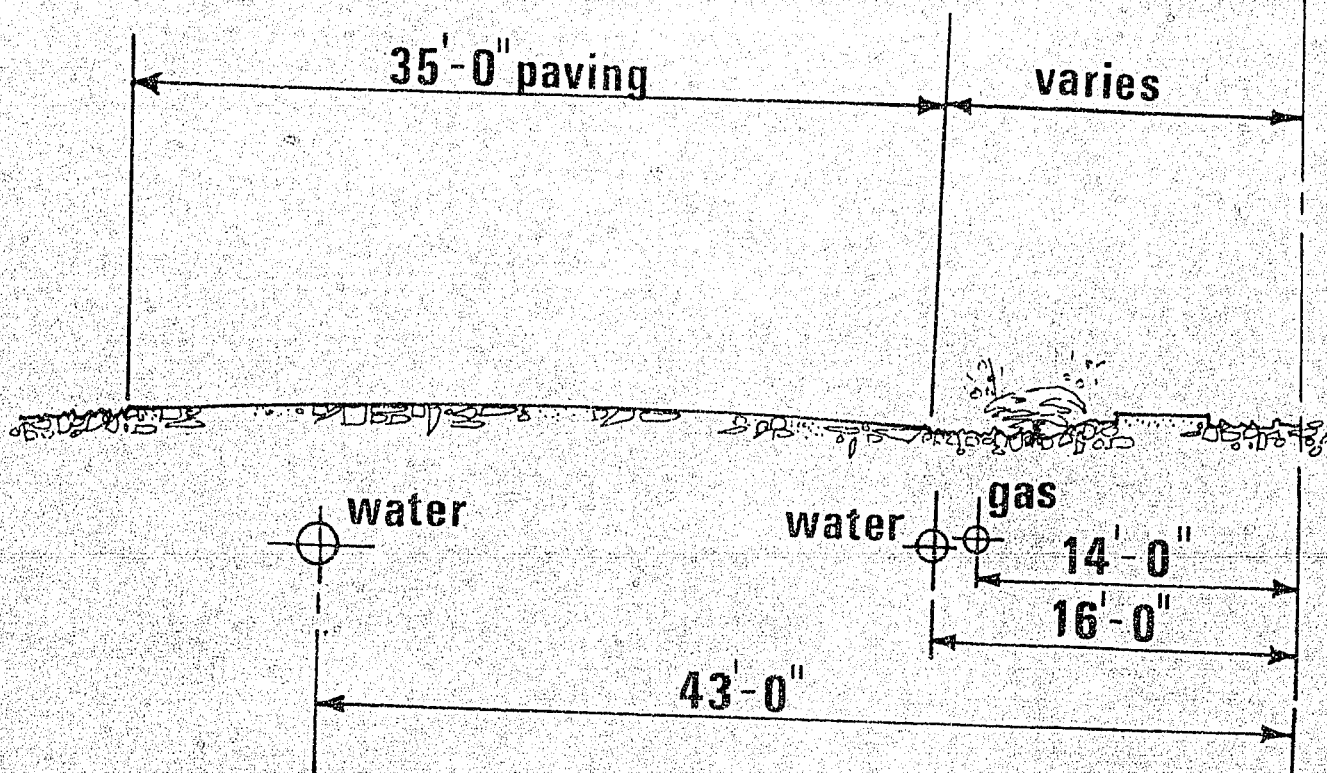 35'-0" paving
varies
water
water
gas
14'-0"
16'-0"
43'-0"